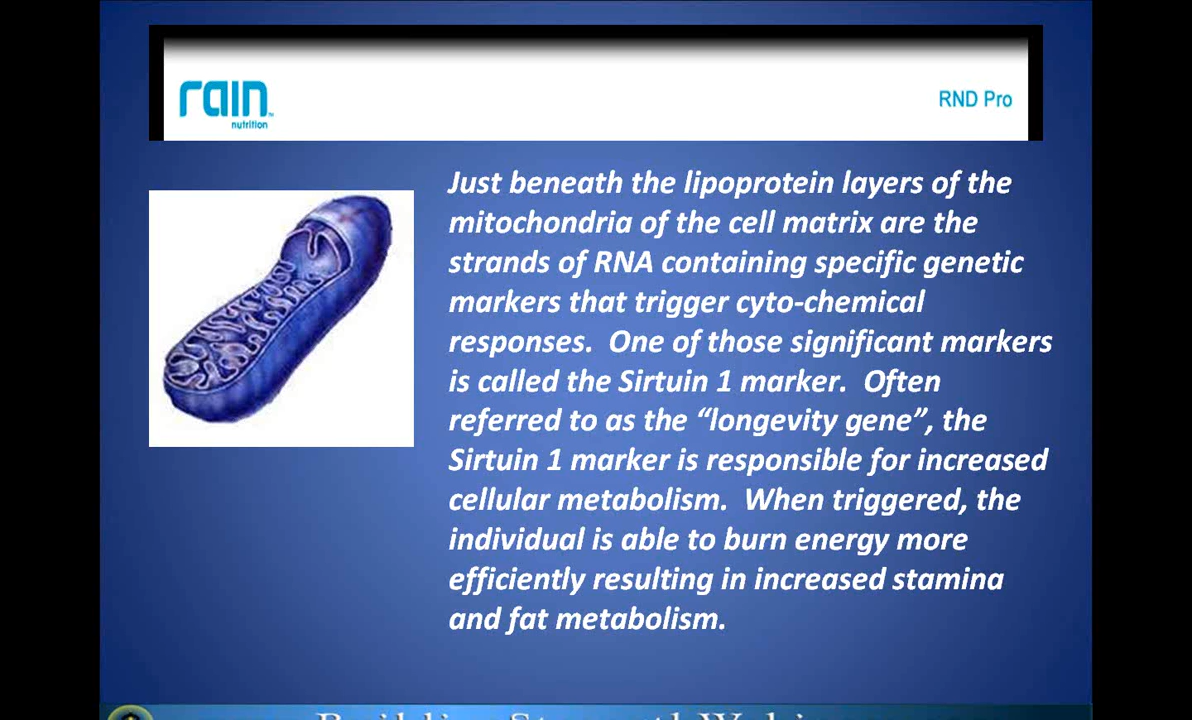 rain
nutrition
RND Pro
Just beneath the lipoprotein layers of the
mitochondria of the cell matrix are the
strands of RNA containing specific genetic
markers that trigger cyto-chemical
responses.  One of those significant markers
is called the Sirtuin 1 marker.  Often
referred to as the “longevity gene”, the
Sirtuin 1 marker is responsible for increased
cellular metabolism.  When triggered, the
individual is able to burn energy more
efficiently resulting in increased stamina
and fat metabolism.